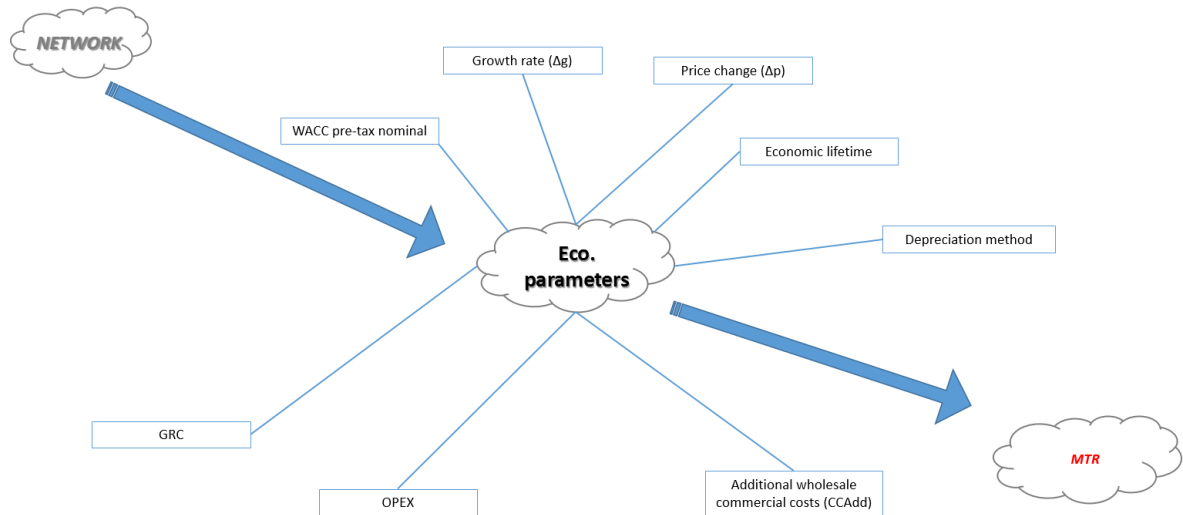 NETWORK
Growth rate (Δg)
Price change (Δp)
WACC pre-tax nominal
Economic lifetime
Depreciation method
Eco.
parameters
GRC
OPEX
Additional wholesale
commercial costs (CCAdd)
MTR